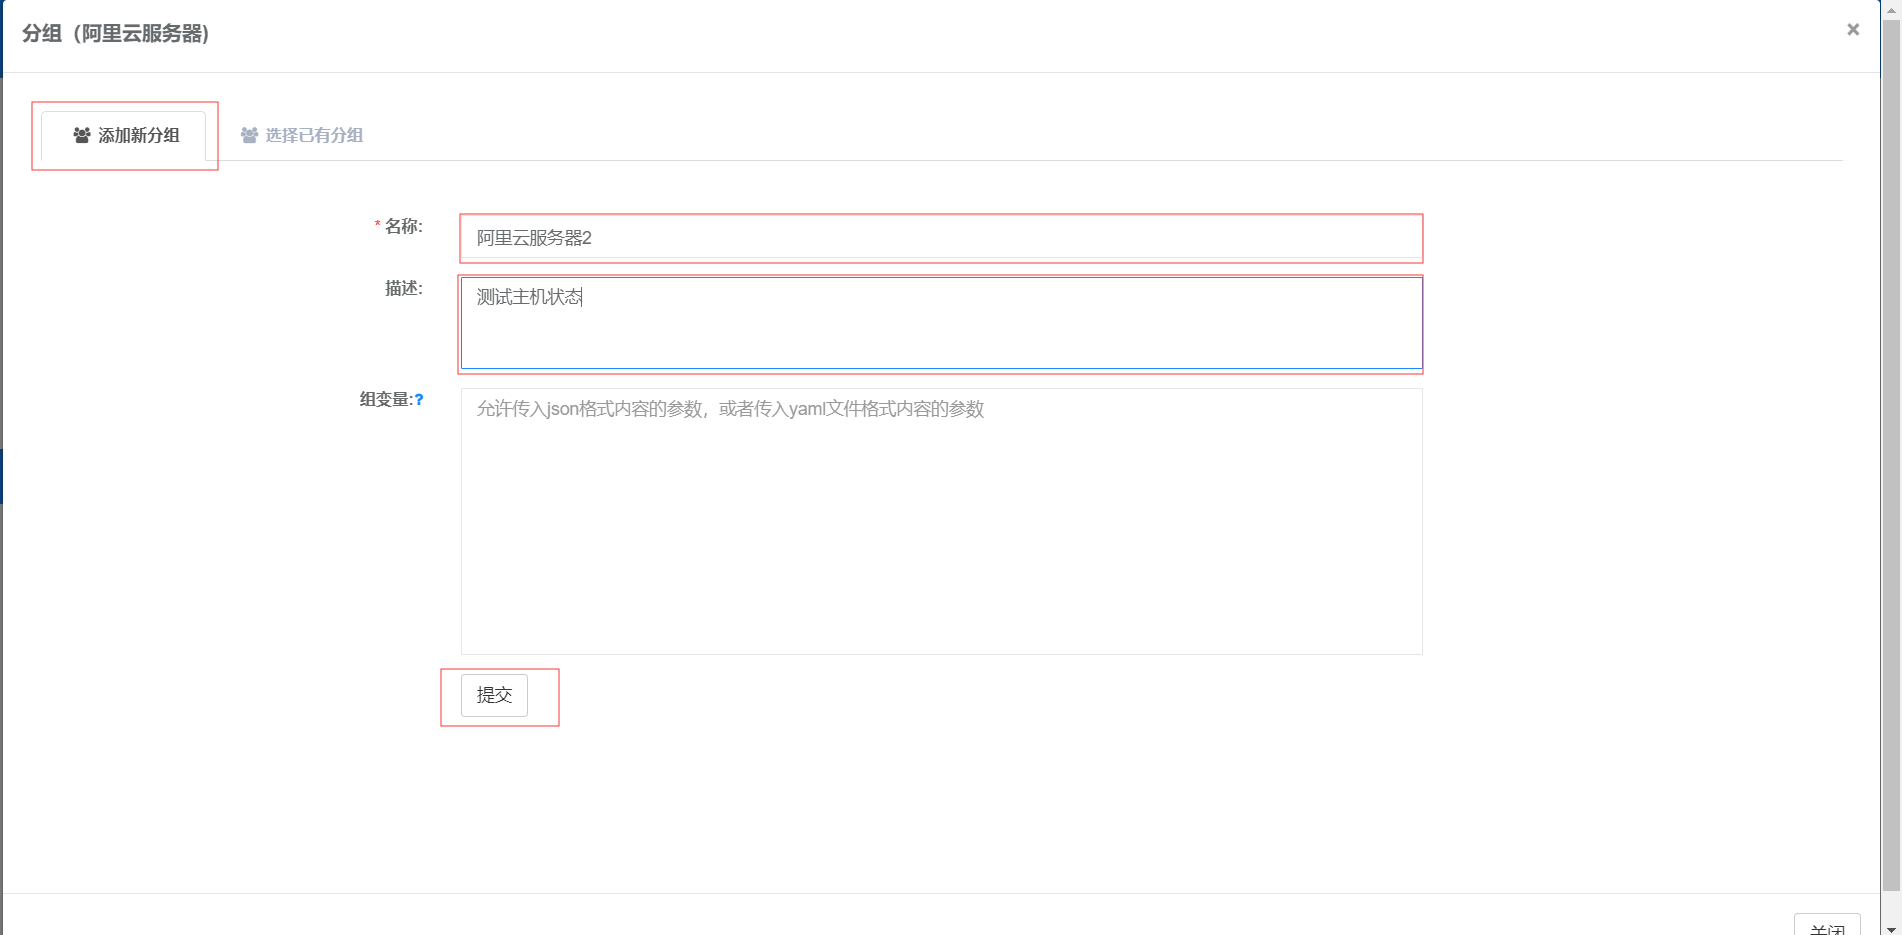 分组（阿里云服务器)
×
添加新分组 选择已有分组
* 名称: 阿里云服务器2
描述: 测试主机状态
组变量:? 允许传入json格式内容的参数，或者传入yaml文件格式内容的参数
提交
关闭